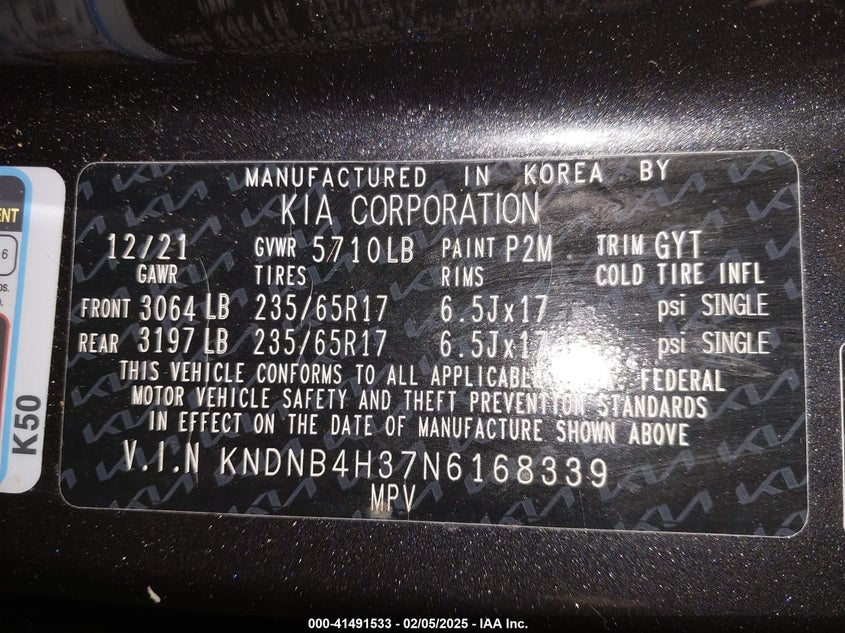 MANUFACTURED IN KOREA BY
KIA CORPORATION
12/21 GVWR 5710LB PAINT P2M TRIM GYT
GAWR TIRES RIMS COLD TIRE INFL
FRONT 3064 LB 235/65R17 6.5Jx17 psi SINGLE
REAR 3197 LB 235/65R17 6.5Jx17 psi SINGLE
THIS VEHICLE CONFORMS TO ALL APPLICABLE FEDERAL
MOTOR VEHICLE SAFETY AND THEFT PREVENTION STANDARDS
IN EFFECT ON THE DATE OF MANUFACTURE SHOWN ABOVE
V.I.N KNDNB4H37N6168339
MPV
K50
000-41491533 - 02/05/2025 - IAA Inc.